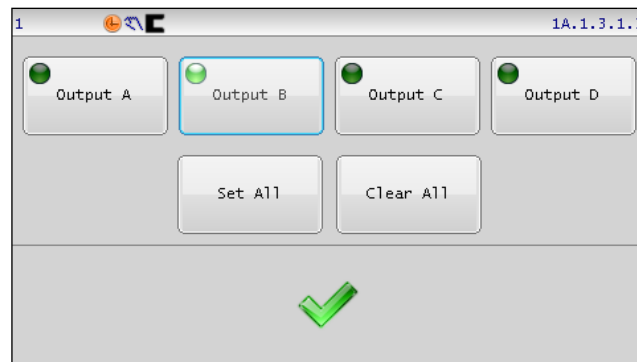 1 1A.1.3.1.
Output A Output B Output C Output D
Set All Clear All